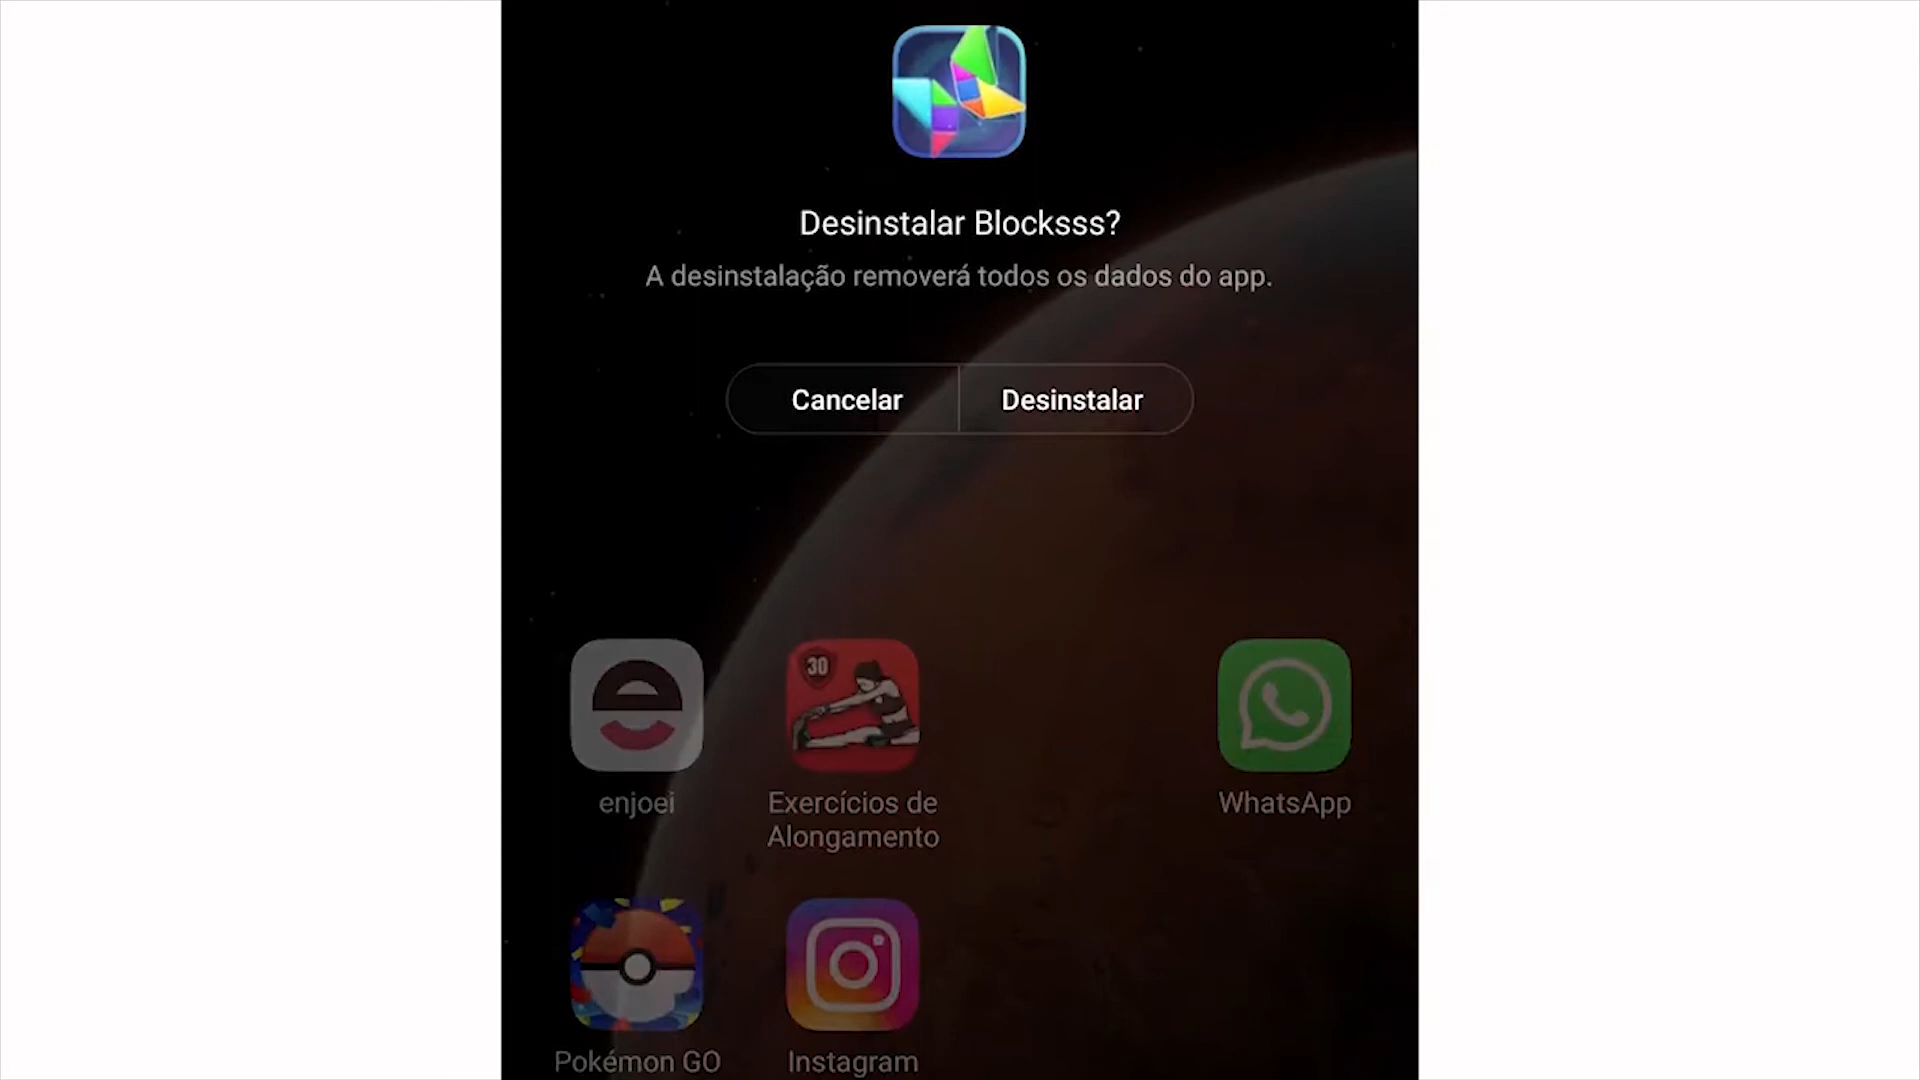 Desinstalar Blocksss?
A desinstalação removerá todos os dados do app.
Cancelar Desinstalar
30
enjoei Exercícios de Alongamento WhatsApp
Pokémon GO Instagram